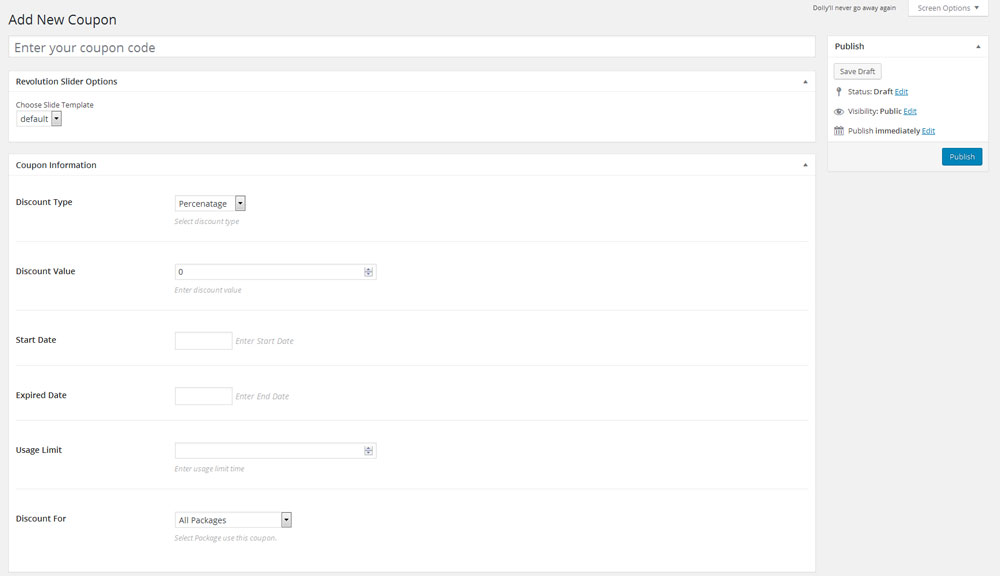 Dolly'll never go away again
Screen Options
Add New Coupon
Enter your coupon code
Revolution Slider Options
Choose Slide Template
default
Coupon Information
Discount Type
Percenatage
Select discount type
Discount Value
0
Enter discount value
Start Date
Enter Start Date
Expired Date
Enter End Date
Usage Limit
Enter usage limit time
Discount For
All Packages
Select Package use this coupon.
Publish
Save Draft
Status: Draft Edit
Visibility: Public Edit
Publish immediately Edit
Publish